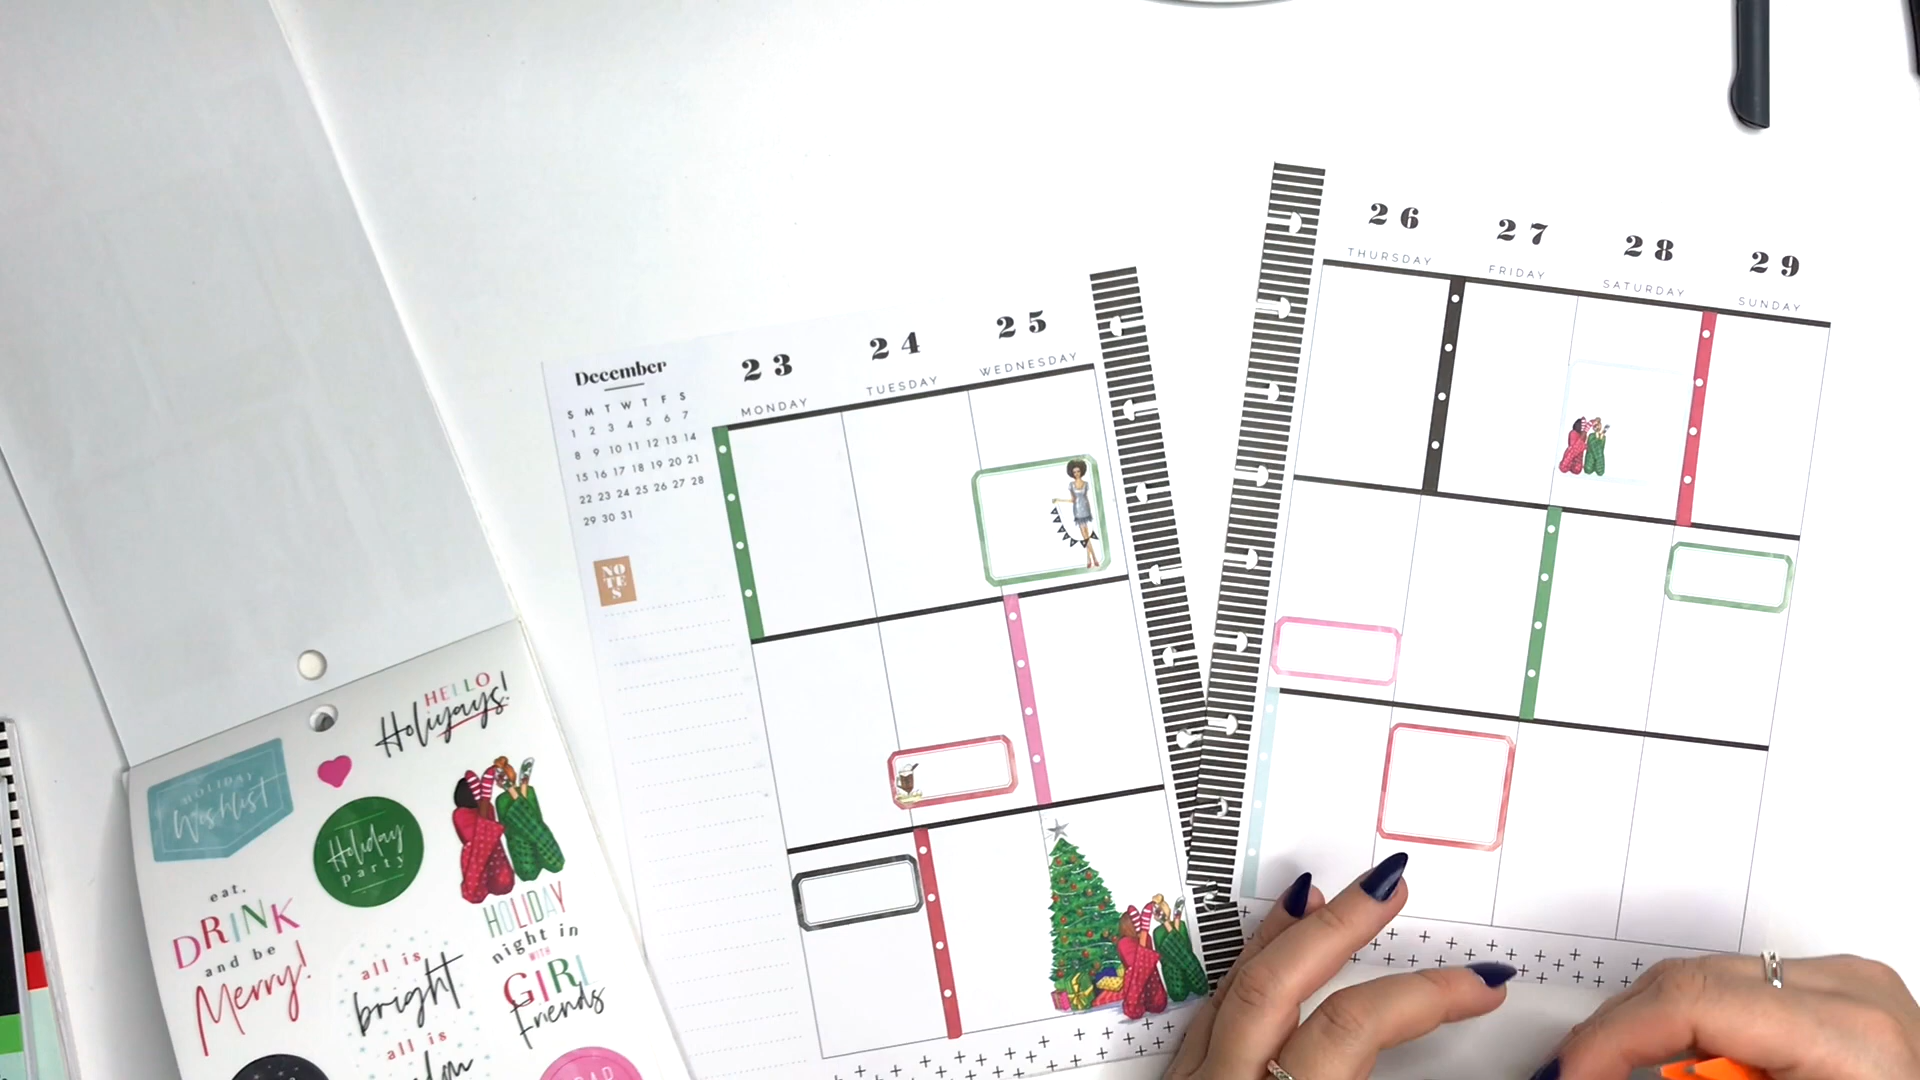 HELLO
Holiyays!
HOLIDAY
Wishlist
Holiday
party
eat.
DRINK
and be
Merry!
all is
bright
all is
HOLIDAY
night in
WITH
GIRL
Friends
December
S M T W T F S
1 2 3 4 5 6 7
8 9 10 11 12 13 14
15 16 17 18 19 20 21
22 23 24 25 26 27 28
29 30 31
NO
TE
S
23
MONDAY
24
TUESDAY
25
WEDNESDAY
26
THURSDAY
27
FRIDAY
28
SATURDAY
29
SUNDAY